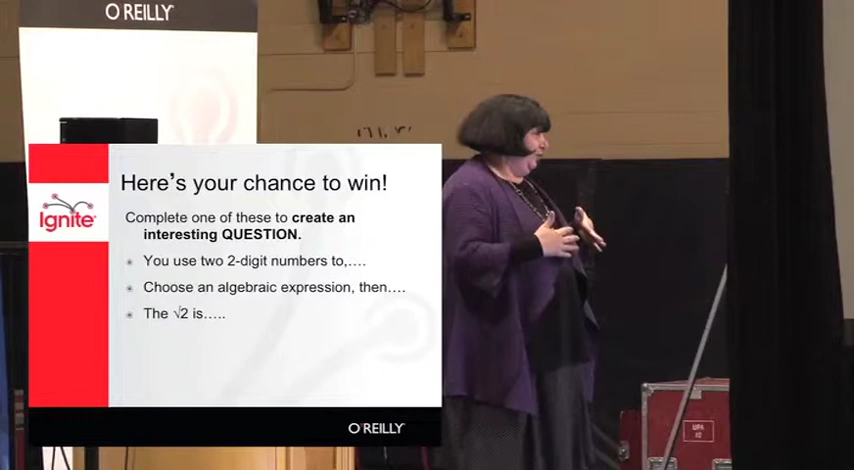 O'REILLY
Here's your chance to win!
Ignite
Complete one of these to create an
interesting QUESTION.
You use two 2-digit numbers to,….
Choose an algebraic expression, then….
The √2 is…..
O'REILLY